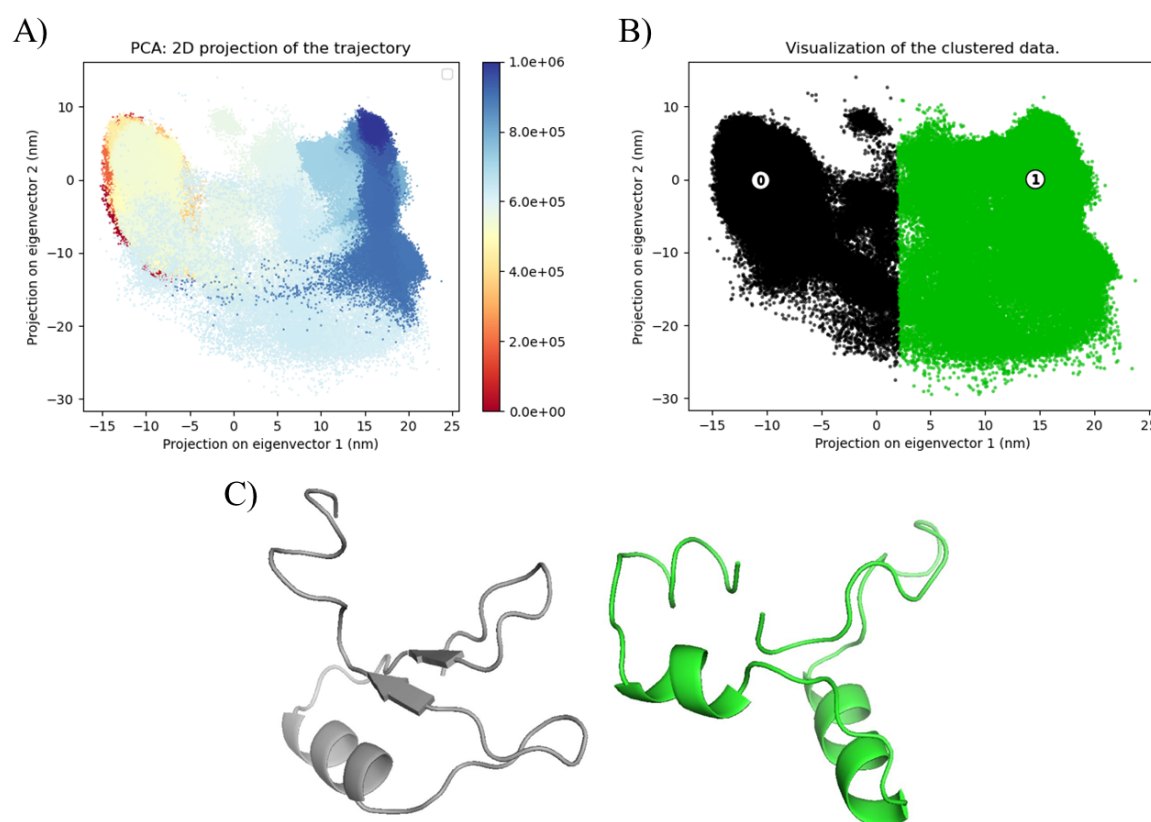 A)
PCA: 2D projection of the trajectory
Projection on eigenvector 2 (nm)
10
0
−10
−20
−30
−15 −10 −5 0 5 10 15 20 25
Projection on eigenvector 1 (nm)
1.0e+06
8.0e+05
6.0e+05
4.0e+05
2.0e+05
0.0e+00
B)
Visualization of the clustered data.
Projection on eigenvector 2 (nm)
10
0
−10
−20
−30
0
1
−15 −10 −5 0 5 10 15 20 25
Projection on eigenvector 1 (nm)
C)